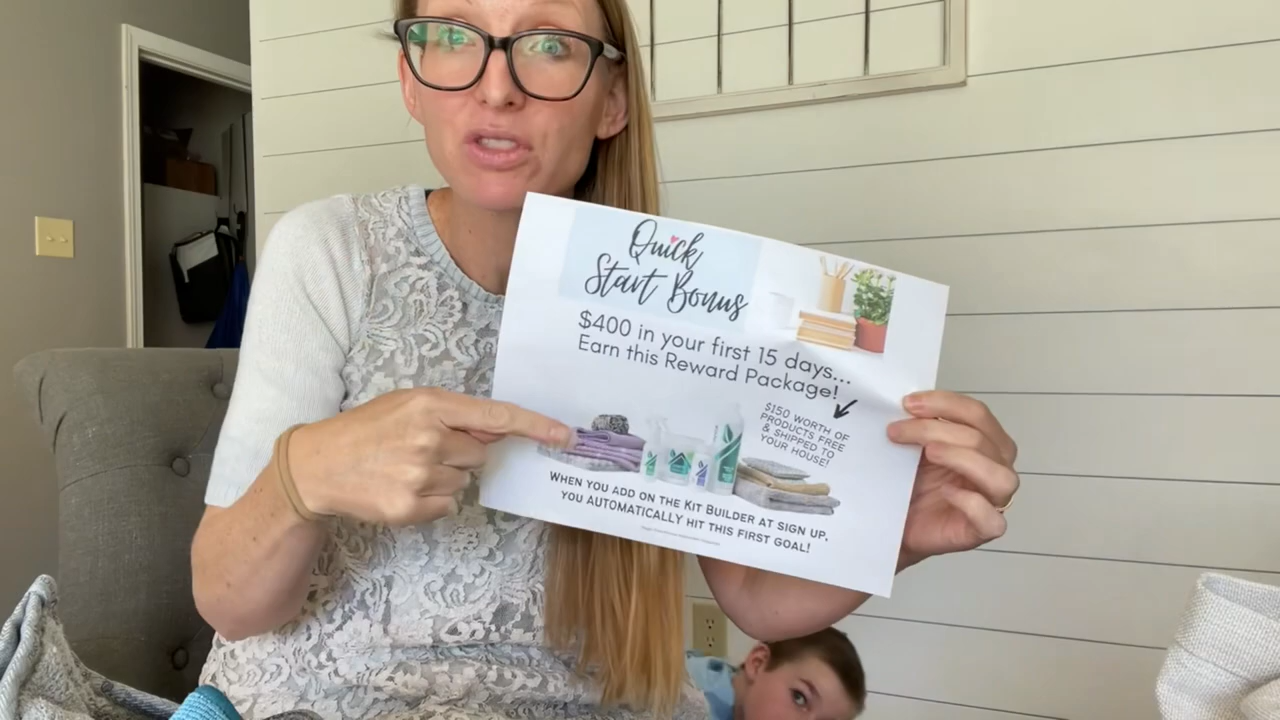 Quick
Start Bonus
$400 in your first 15 days...
Earn this Reward Package!
$150 WORTH OF
PRODUCTS FREE
& SHIPPED TO
YOUR HOUSE!
WHEN YOU ADD ON THE KIT BUILDER AT SIGN UP,
YOU AUTOMATICALLY HIT THIS FIRST GOAL!